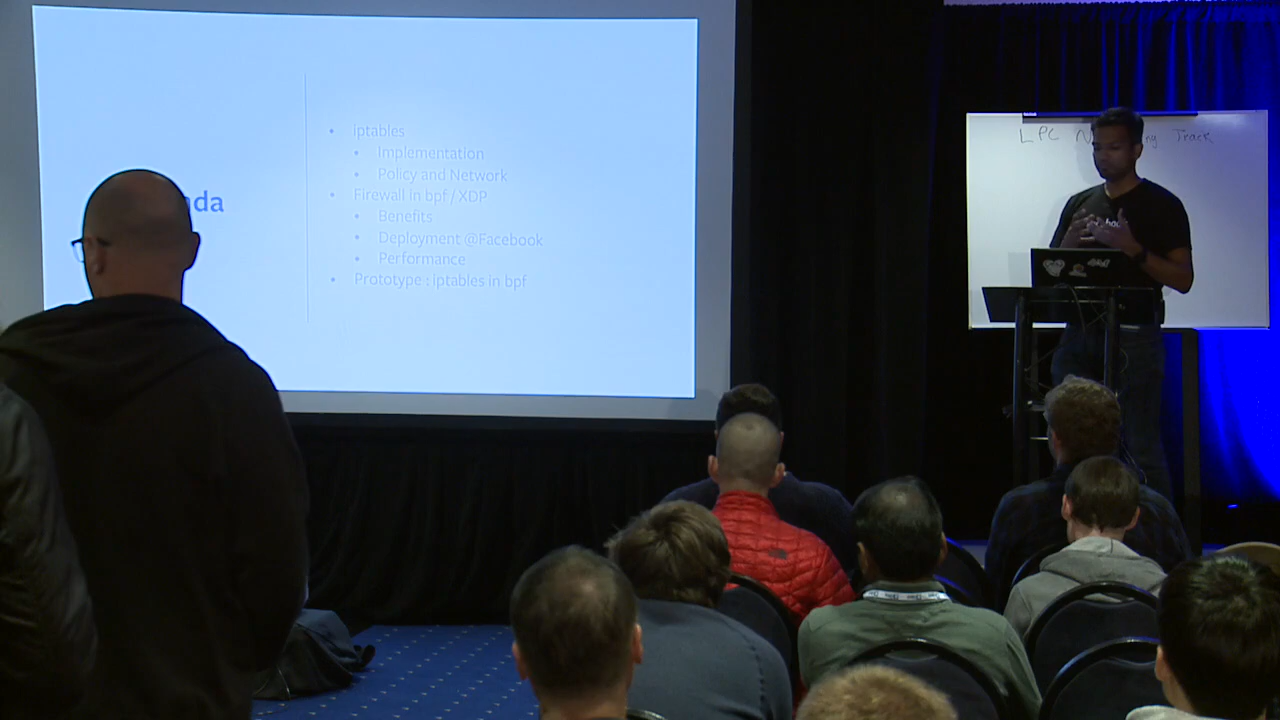 nda
iptables
Implementation
Policy and Network
Firewall in bpf / XDP
Benefits
Deployment @Facebook
Performance
Prototype : iptables in bpf
LPC N ng Track